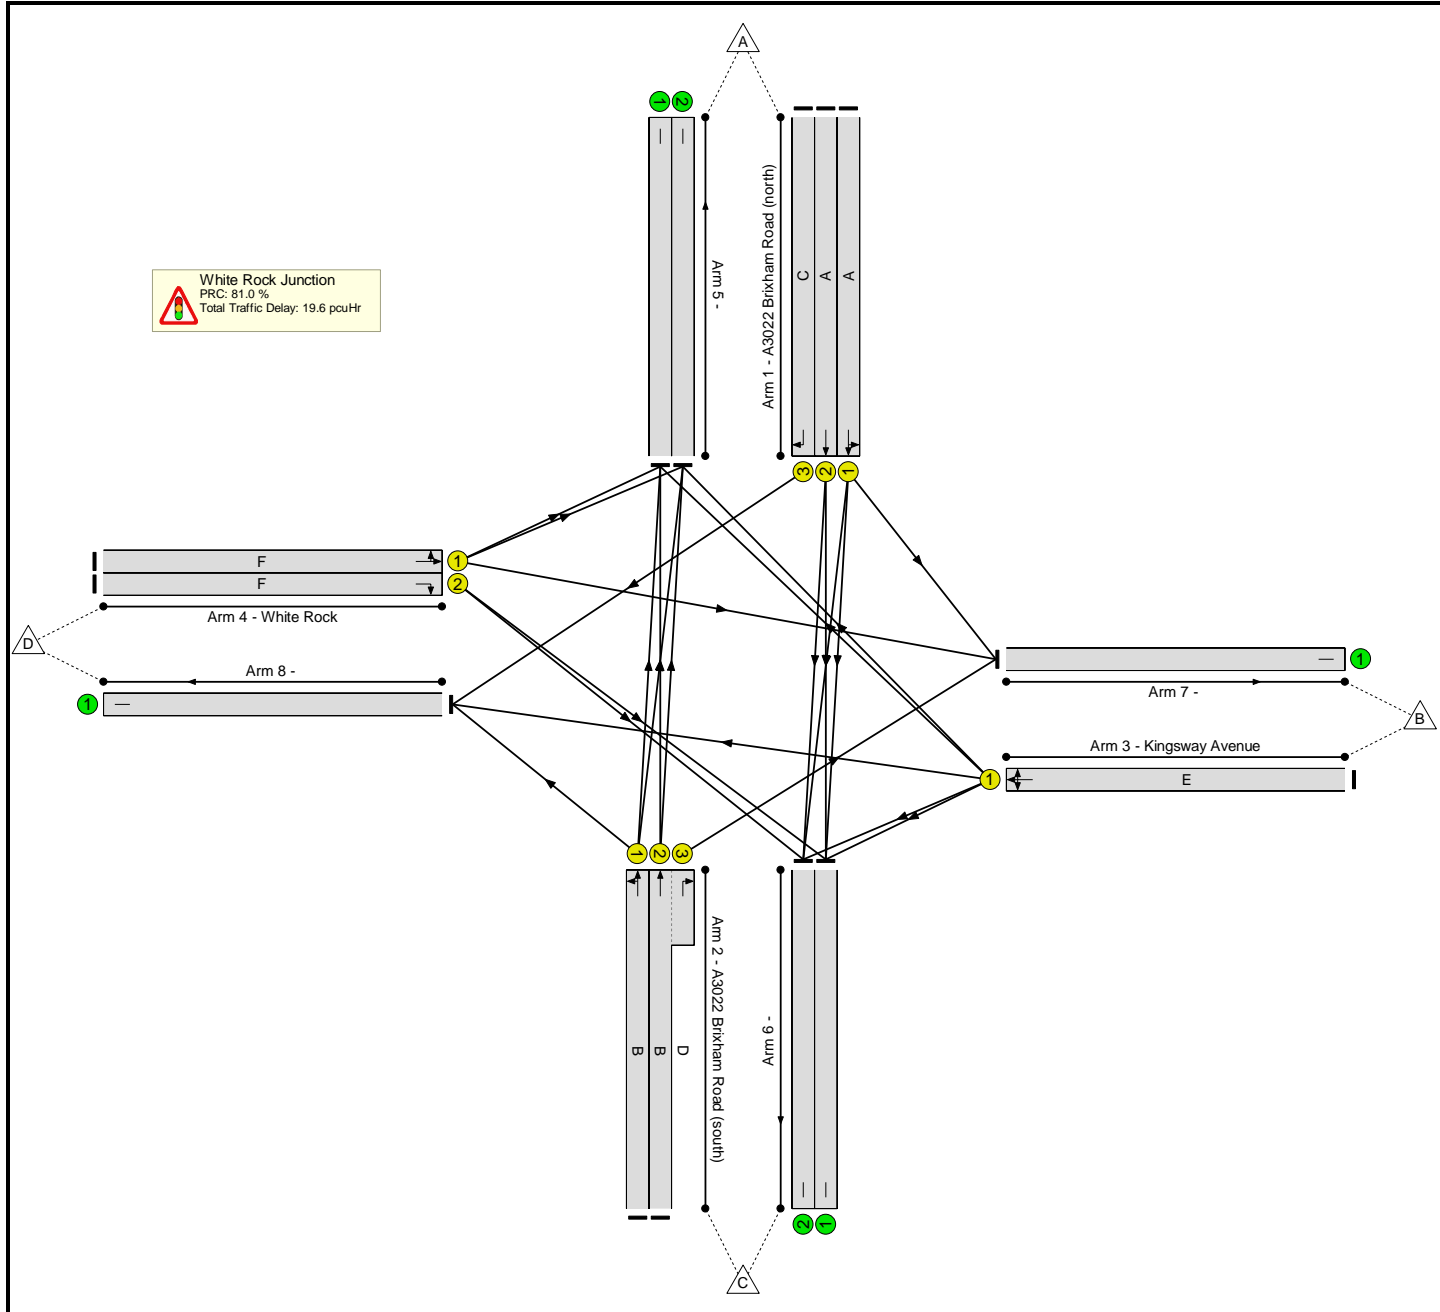 A
1 2
White Rock Junction
PRC: 81.0 %
Total Traffic Delay: 19.6 pcuHr
Arm 5 -
Arm 1 - A3022 Brixham Road (north)
C A A
3 2 1
F 1
F 2
Arm 4 - White Rock
D
Arm 8 -
1
1
Arm 7 -
B
Arm 3 - Kingsway Avenue
1 E
1 2 3
B B D
Arm 2 - A3022 Brixham Road (south)
Arm 6 -
2 1
C